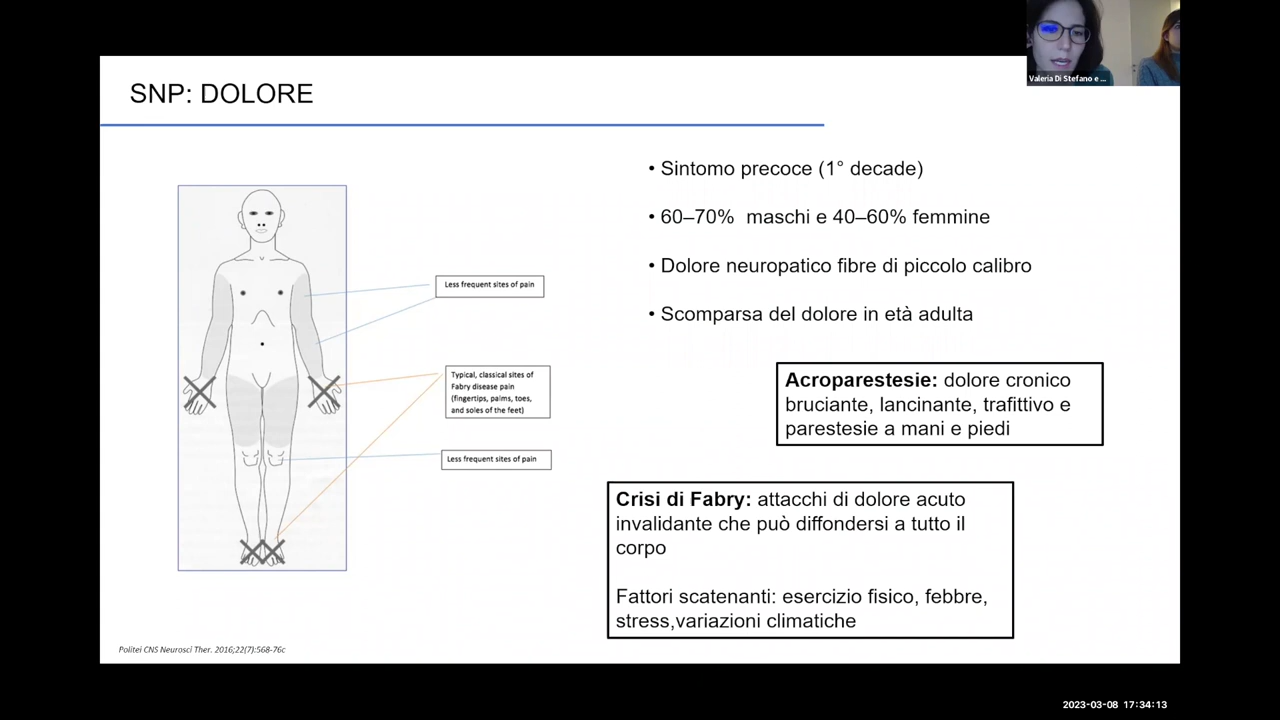 Valeria Di Stefano e ...
SNP: DOLORE
• Sintomo precoce (1° decade)
• 60–70%  maschi e 40–60% femmine
• Dolore neuropatico fibre di piccolo calibro
• Scomparsa del dolore in età adulta
Less frequent sites of pain
Typical, classical sites of
Fabry disease pain
(fingertips, palms, toes,
and soles of the feet)
Less frequent sites of pain
Acroparestesie: dolore cronico
bruciante, lancinante, trafittivo e
parestesie a mani e piedi
Crisi di Fabry: attacchi di dolore acuto
invalidante che può diffondersi a tutto il
corpo
Fattori scatenanti: esercizio fisico, febbre,
stress,variazioni climatiche
Politei CNS Neurosci Ther. 2016;22(7):568-76c
2023-03-08 17:34:13